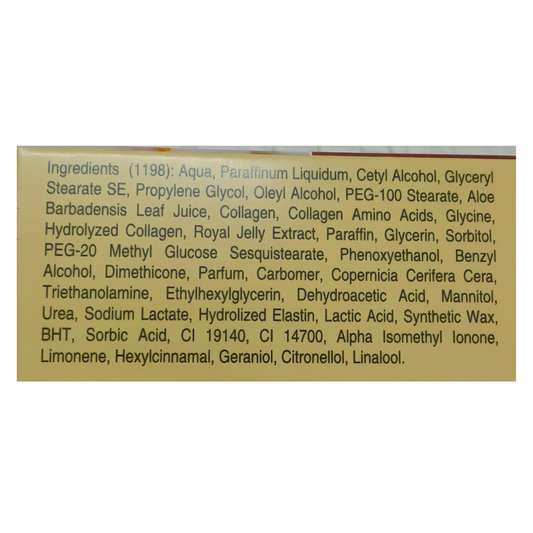 Ingredients (1198): Aqua, Paraffinum Liquidum, Cetyl Alcohol, Glyceryl
Stearate SE, Propylene Glycol, Oleyl Alcohol, PEG-100 Stearate, Aloe
Barbadensis Leaf Juice, Collagen, Collagen Amino Acids, Glycine,
Hydrolyzed Collagen, Royal Jelly Extract, Paraffin, Glycerin, Sorbitol,
PEG-20 Methyl Glucose Sesquistearate, Phenoxyethanol, Benzyl
Alcohol, Dimethicone, Parfum, Carbomer, Copernicia Cerifera Cera,
Triethanolamine, Ethylhexylglycerin, Dehydroacetic Acid, Mannitol,
Urea, Sodium Lactate, Hydrolized Elastin, Lactic Acid, Synthetic Wax,
BHT, Sorbic Acid, CI 19140, CI 14700, Alpha Isomethyl Ionone,
Limonene, Hexylcinnamal, Geraniol, Citronellol, Linalool.